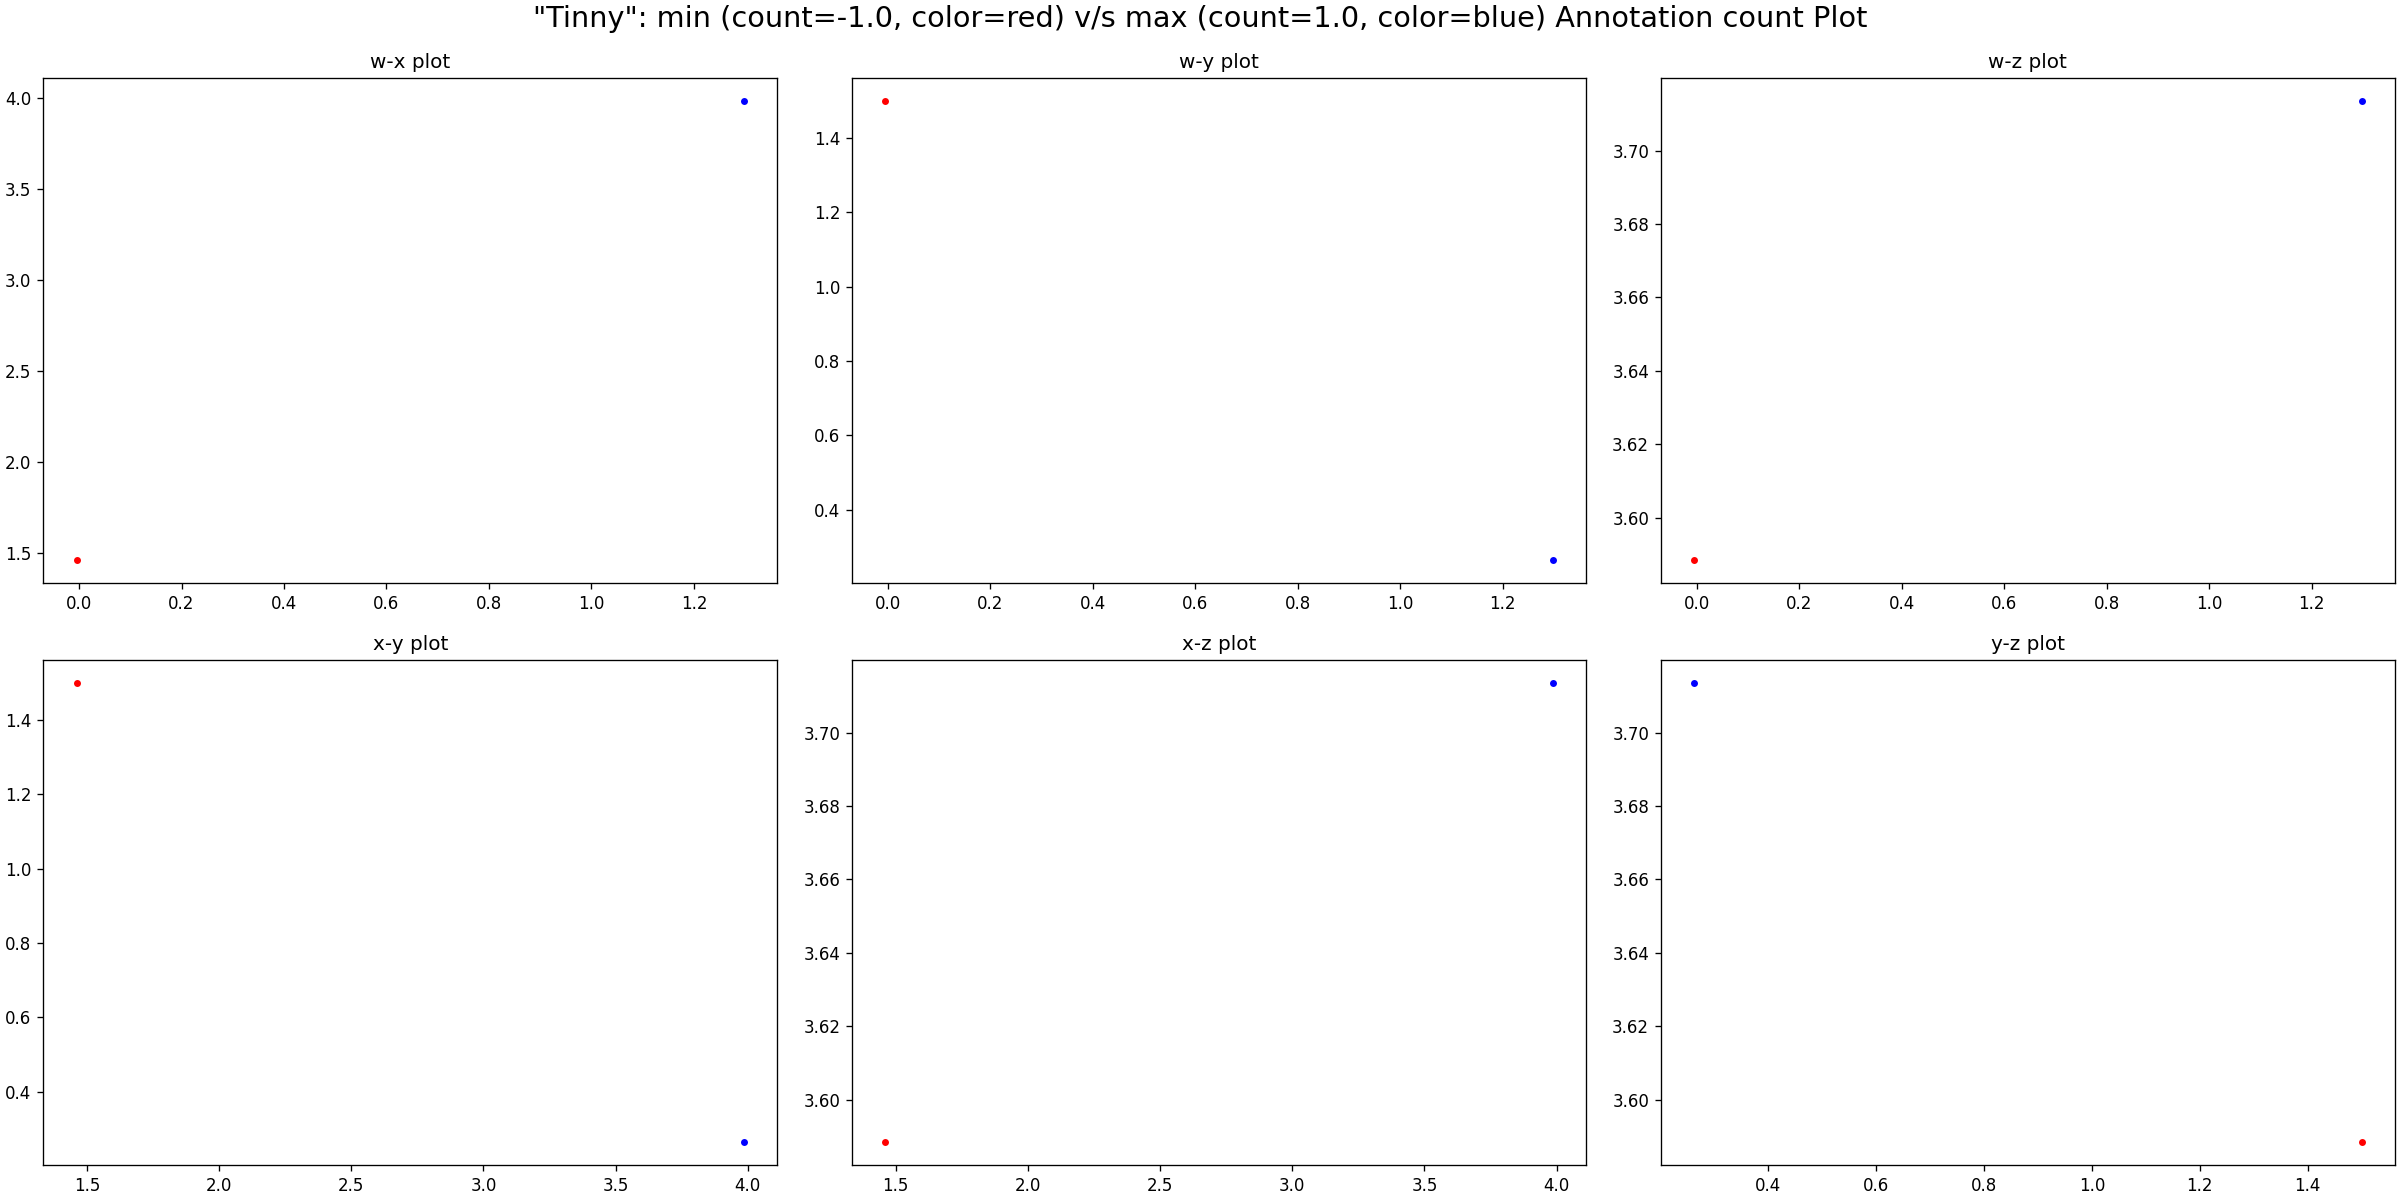 "Tinny": min (count=-1.0, color=red) v/s max (count=1.0, color=blue) Annotation count Plot
w-x plot
4.0
3.5
3.0
2.5
2.0
1.5
0.0 0.2 0.4 0.6 0.8 1.0 1.2
w-y plot
1.4
1.2
1.0
0.8
0.6
0.4
0.0 0.2 0.4 0.6 0.8 1.0 1.2
w-z plot
3.70
3.68
3.66
3.64
3.62
3.60
0.0 0.2 0.4 0.6 0.8 1.0 1.2
x-y plot
1.4
1.2
1.0
0.8
0.6
0.4
1.5 2.0 2.5 3.0 3.5 4.0
x-z plot
3.70
3.68
3.66
3.64
3.62
3.60
1.5 2.0 2.5 3.0 3.5 4.0
y-z plot
3.70
3.68
3.66
3.64
3.62
3.60
0.4 0.6 0.8 1.0 1.2 1.4